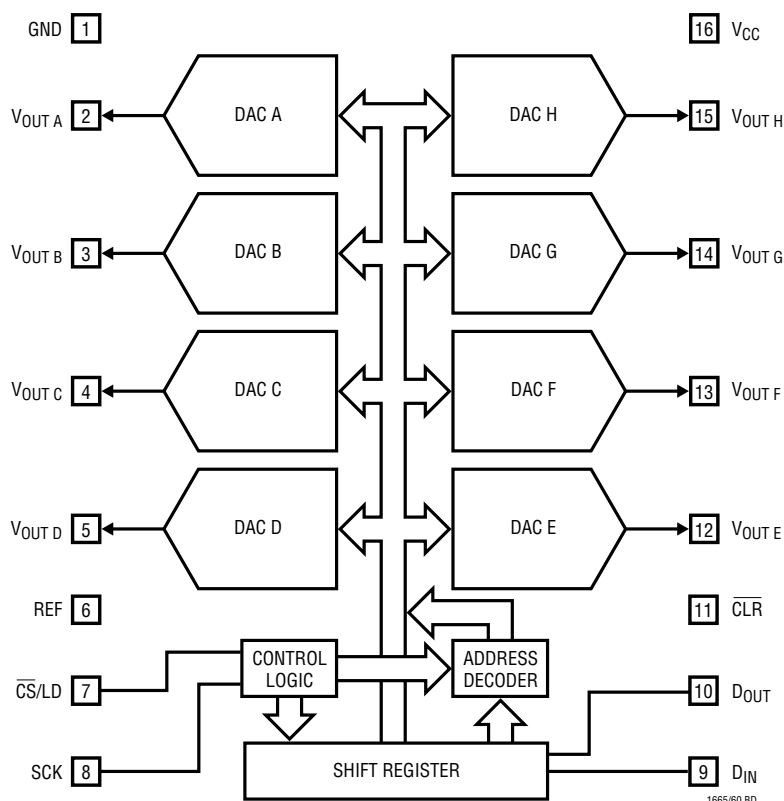 GND 1 16 VCC
VOUT A 2 DAC A DAC H 15 VOUT H
VOUT B 3 DAC B DAC G 14 VOUT G
VOUT C 4 DAC C DAC F 13 VOUT F
VOUT D 5 DAC D DAC E 12 VOUT E
REF 6 11 C̅L̅R̅
C̅S̅/LD 7 CONTROL LOGIC ADDRESS DECODER 10 DOUT
SCK 8 SHIFT REGISTER 9 DIN
1665/60 BD